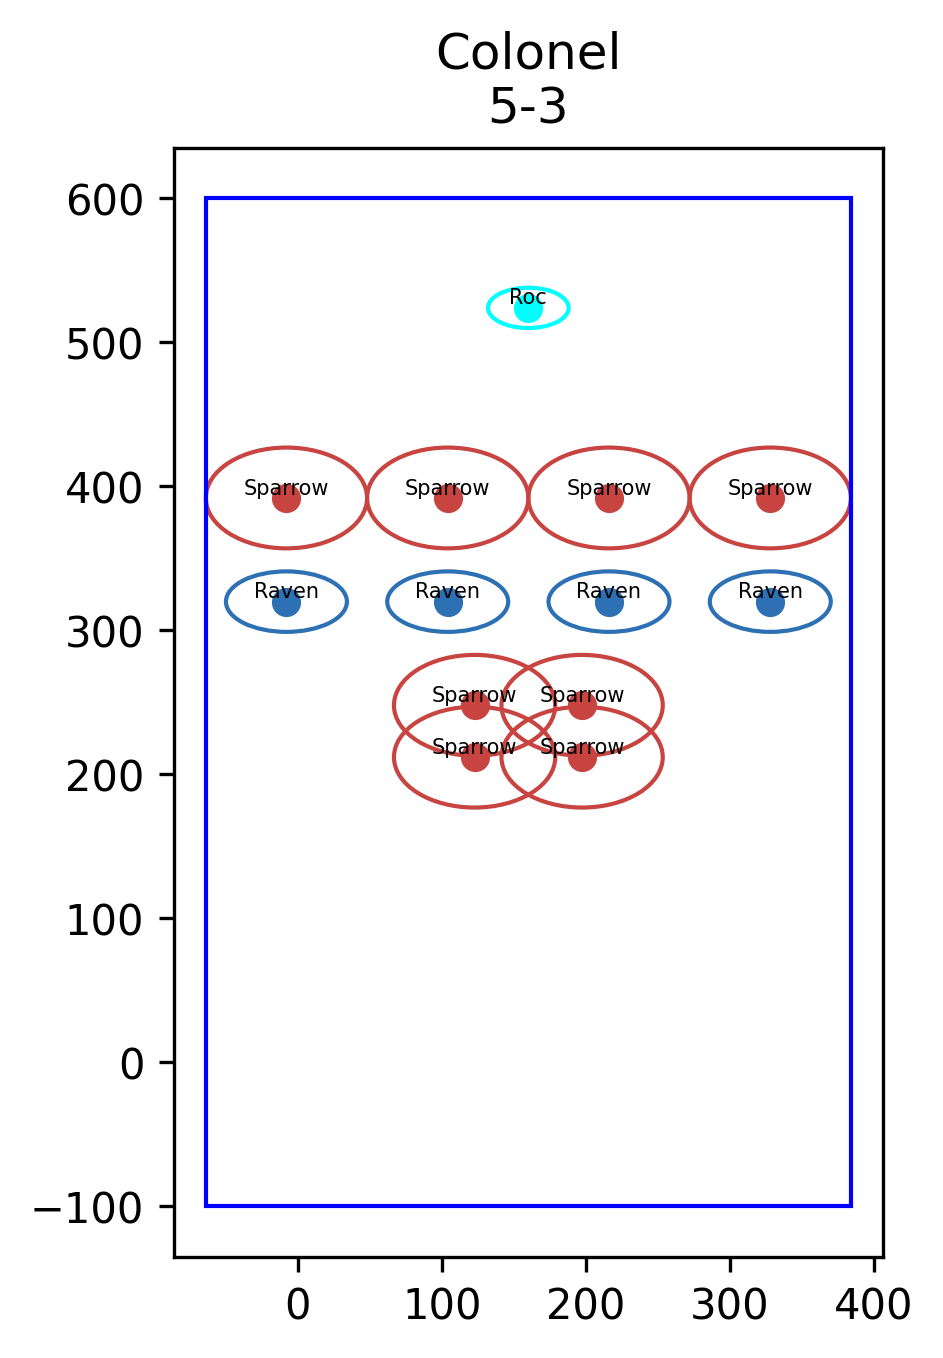 Colonel
5-3
600
Roc
500
Sparrow Sparrow Sparrow Sparrow
400
Raven Raven Raven Raven
300
Sparrow Sparrow
Sparrow Sparrow
200
100
0
−100
0 100 200 300 400